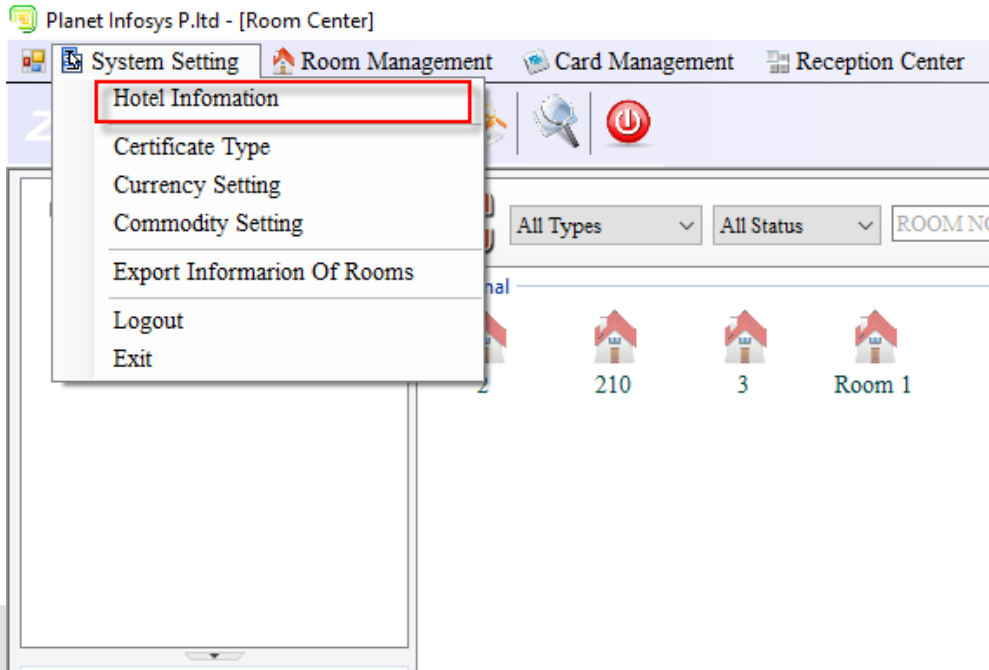 Planet Infosys P.ltd - [Room Center]
System Setting Room Management Card Management Reception Center
Hotel Infomation
Certificate Type
Currency Setting
Commodity Setting
Export Informarion Of Rooms
Logout
Exit
All Types All Status ROOM NO
2 210 3 Room 1